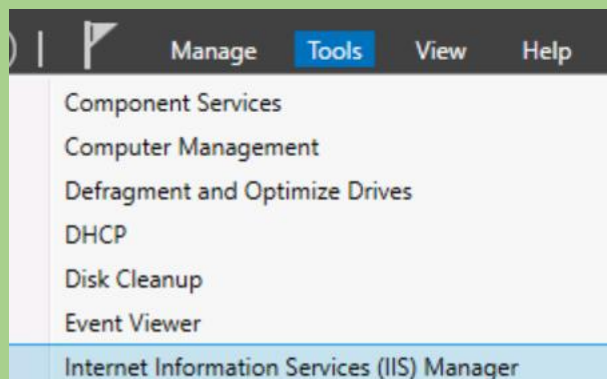 Manage Tools View Help
Component Services
Computer Management
Defragment and Optimize Drives
DHCP
Disk Cleanup
Event Viewer
Internet Information Services (IIS) Manager